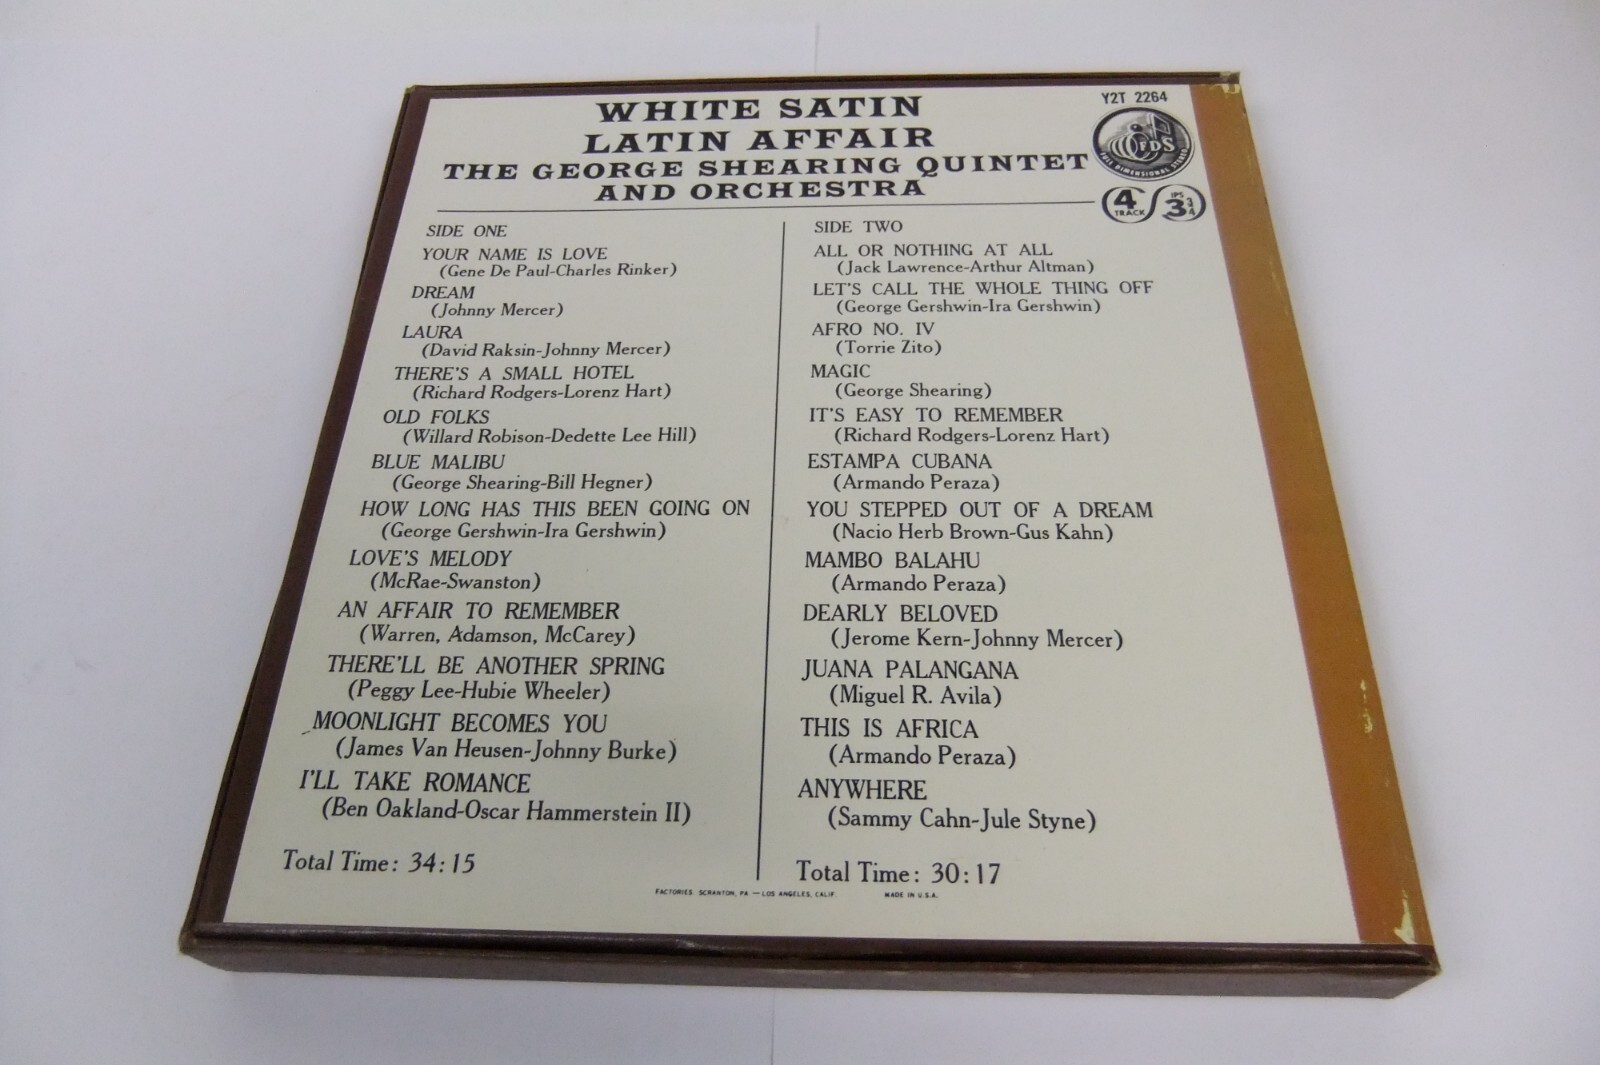 WHITE SATIN
LATIN AFFAIR
THE GEORGE SHEARING QUINTET
AND ORCHESTRA
Y2T 2264
FDS
FULL DIMENSIONAL STEREO
4 TRACK
IPS 3 3/4
SIDE ONE
YOUR NAME IS LOVE
(Gene De Paul-Charles Rinker)
DREAM
(Johnny Mercer)
LAURA
(David Raksin-Johnny Mercer)
THERE'S A SMALL HOTEL
(Richard Rodgers-Lorenz Hart)
OLD FOLKS
(Willard Robison-Dedette Lee Hill)
BLUE MALIBU
(George Shearing-Bill Hegner)
HOW LONG HAS THIS BEEN GOING ON
(George Gershwin-Ira Gershwin)
LOVE'S MELODY
(McRae-Swanston)
AN AFFAIR TO REMEMBER
(Warren, Adamson, McCarey)
THERE'LL BE ANOTHER SPRING
(Peggy Lee-Hubie Wheeler)
MOONLIGHT BECOMES YOU
(James Van Heusen-Johnny Burke)
I'LL TAKE ROMANCE
(Ben Oakland-Oscar Hammerstein II)
Total Time: 34:15
SIDE TWO
ALL OR NOTHING AT ALL
(Jack Lawrence-Arthur Altman)
LET'S CALL THE WHOLE THING OFF
(George Gershwin-Ira Gershwin)
AFRO NO. IV
(Torrie Zito)
MAGIC
(George Shearing)
IT'S EASY TO REMEMBER
(Richard Rodgers-Lorenz Hart)
ESTAMPA CUBANA
(Armando Peraza)
YOU STEPPED OUT OF A DREAM
(Nacio Herb Brown-Gus Kahn)
MAMBO BALAHU
(Armando Peraza)
DEARLY BELOVED
(Jerome Kern-Johnny Mercer)
JUANA PALANGANA
(Miguel R. Avila)
THIS IS AFRICA
(Armando Peraza)
ANYWHERE
(Sammy Cahn-Jule Styne)
Total Time: 30:17
FACTORIES SCRANTON, PA — LOS ANGELES, CALIF. MADE IN U.S.A.